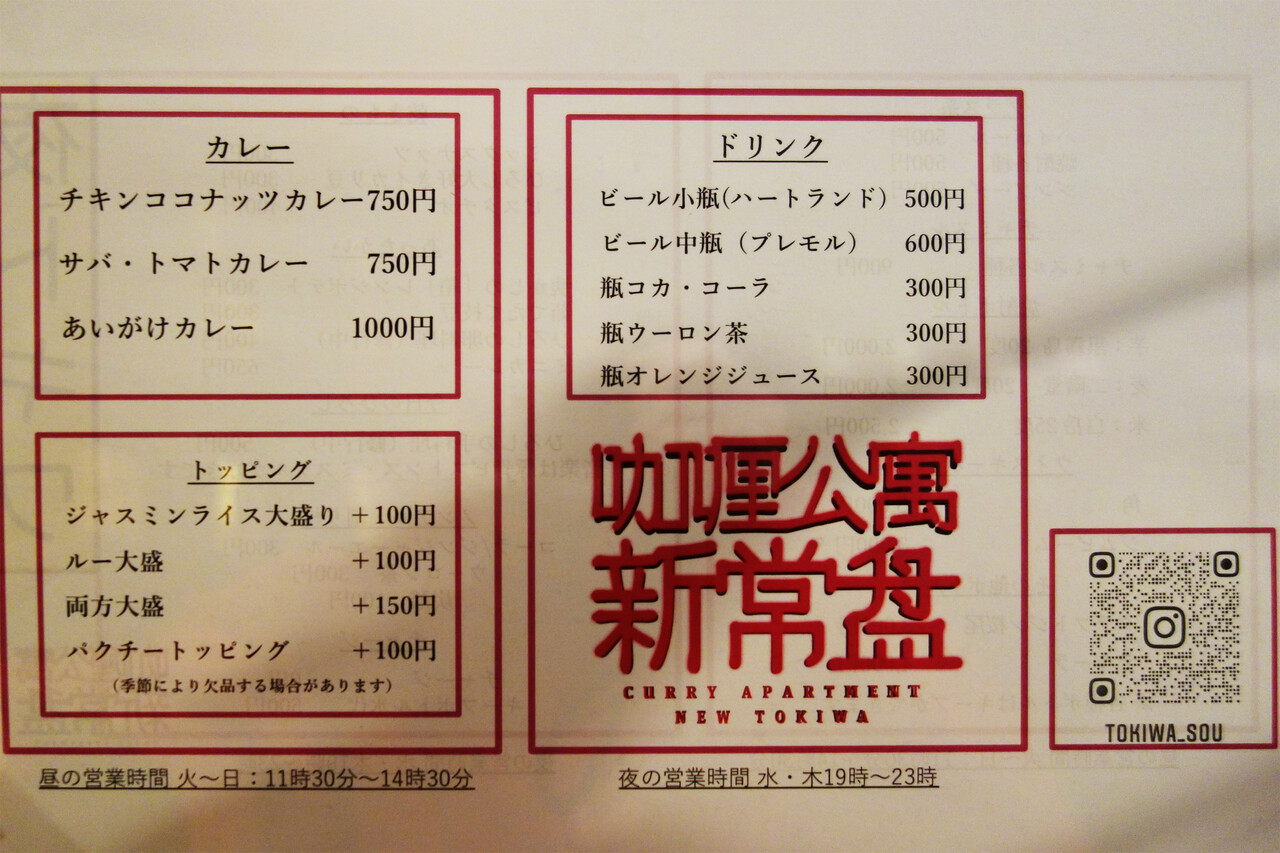 カレー
チキンココナッツカレー750円
サバ・トマトカレー 750円
あいがけカレー 1000円
トッピング
ジャスミンライス大盛り ＋100円
ルー大盛 ＋100円
両方大盛 ＋150円
パクチートッピング ＋100円
（季節により欠品する場合があります）
昼の営業時間 火〜日：11時30分〜14時30分
ドリンク
ビール小瓶(ハートランド） 500円
ビール中瓶（プレモル） 600円
瓶コカ・コーラ 300円
瓶ウーロン茶 300円
瓶オレンジジュース 300円
咖喱公寓
新常盘
CURRY APARTMENT
NEW TOKIWA
夜の営業時間 水・木19時〜23時
TOKIWA_SOU